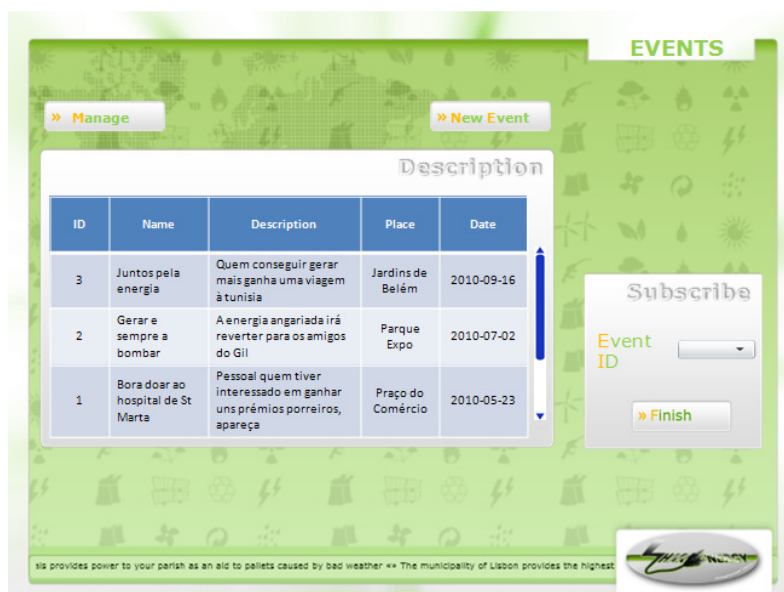 EVENTS
» Manage
» New Event
Description
ID Name Description Place Date
3
Juntos pela
energia
Quem conseguir gerar
mais ganha uma viagem
à tunisia
Jardins de
Belém
2010-09-16
2
Gerar e
sempre a
bombar
A energia angariada irá
reverter para os amigos
do Gil
Parque
Expo
2010-07-02
1
Bora doar ao
hospital de St
Marta
Pessoal quem tiver
interessado em ganhar
uns prémios porreiros,
apareça
Praço do
Comércio
2010-05-23
Subscribe
Event
ID
» Finish
sis provides power to your parish as an aid to pallets caused by bad weather «» The municipality of Lisbon provides the highest